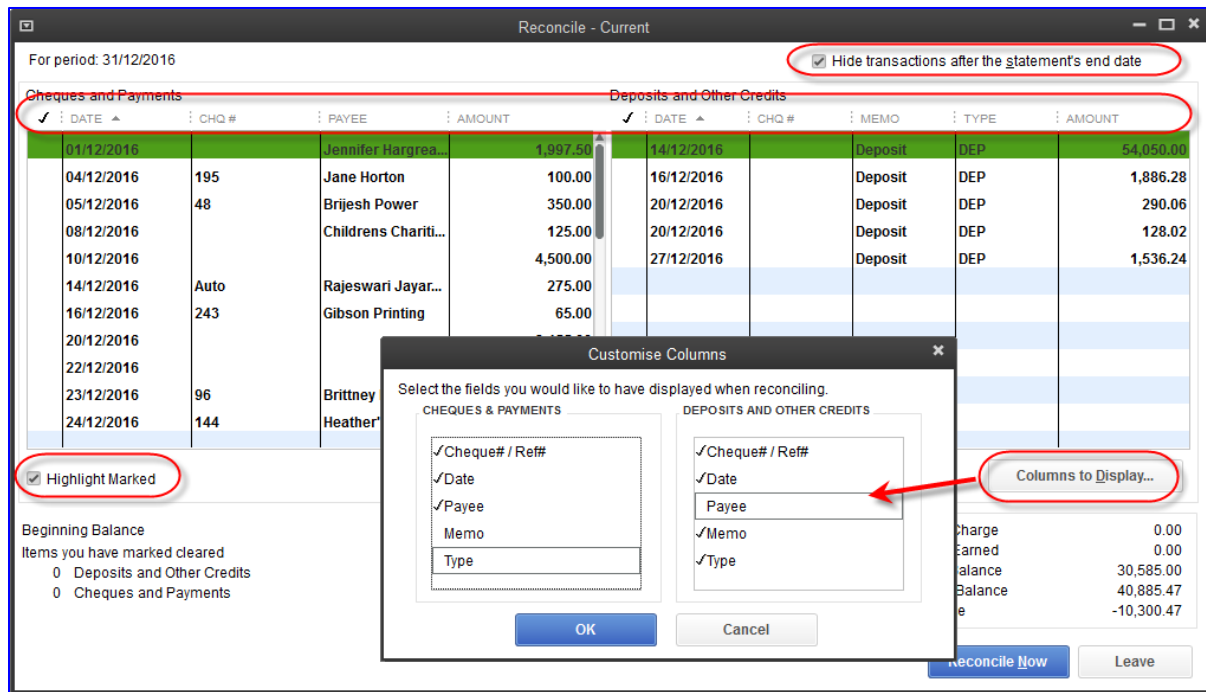 Reconcile - Current
For period: 31/12/2016
Hide transactions after the statement's end date
Cheques and Payments
Deposits and Other Credits
DATE CHQ # PAYEE AMOUNT DATE CHQ # MEMO TYPE AMOUNT
01/12/2016 Jennifer Hargrea... 1,997.50 14/12/2016 Deposit DEP 54,050.00
04/12/2016 195 Jane Horton 100.00 16/12/2016 Deposit DEP 1,886.28
05/12/2016 48 Brijesh Power 350.00 20/12/2016 Deposit DEP 290.06
08/12/2016 Childrens Chariti... 125.00 20/12/2016 Deposit DEP 128.02
10/12/2016 4,500.00 27/12/2016 Deposit DEP 1,536.24
14/12/2016 Auto Rajeswari Jayar... 275.00
16/12/2016 243 Gibson Printing 65.00
20/12/2016
22/12/2016
23/12/2016 96 Brittney
24/12/2016 144 Heather'
Highlight Marked
Columns to Display...
Customise Columns
Select the fields you would like to have displayed when reconciling.
CHEQUES & PAYMENTS
Cheque# / Ref#
Date
Payee
Memo
Type
DEPOSITS AND OTHER CREDITS
Cheque# / Ref#
Date
Payee
Memo
Type
OK
Cancel
Beginning Balance
Items you have marked cleared
0 Deposits and Other Credits
0 Cheques and Payments
Charge 0.00
Earned 0.00
alance 30,585.00
Balance 40,885.47
e -10,300.47
Reconcile Now
Leave